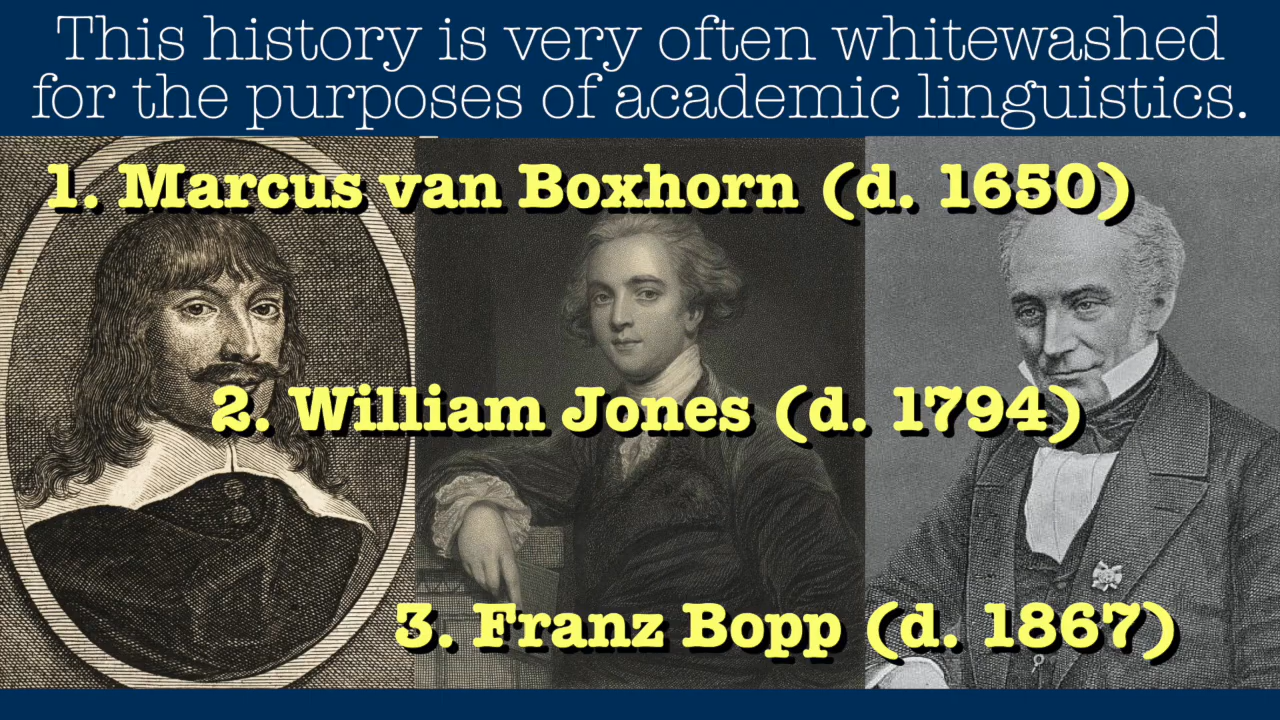 This history is very often whitewashed
for the purposes of academic linguistics.
1. Marcus van Boxhorn (d. 1650)
2. William Jones (d. 1794)
3. Franz Bopp (d. 1867)